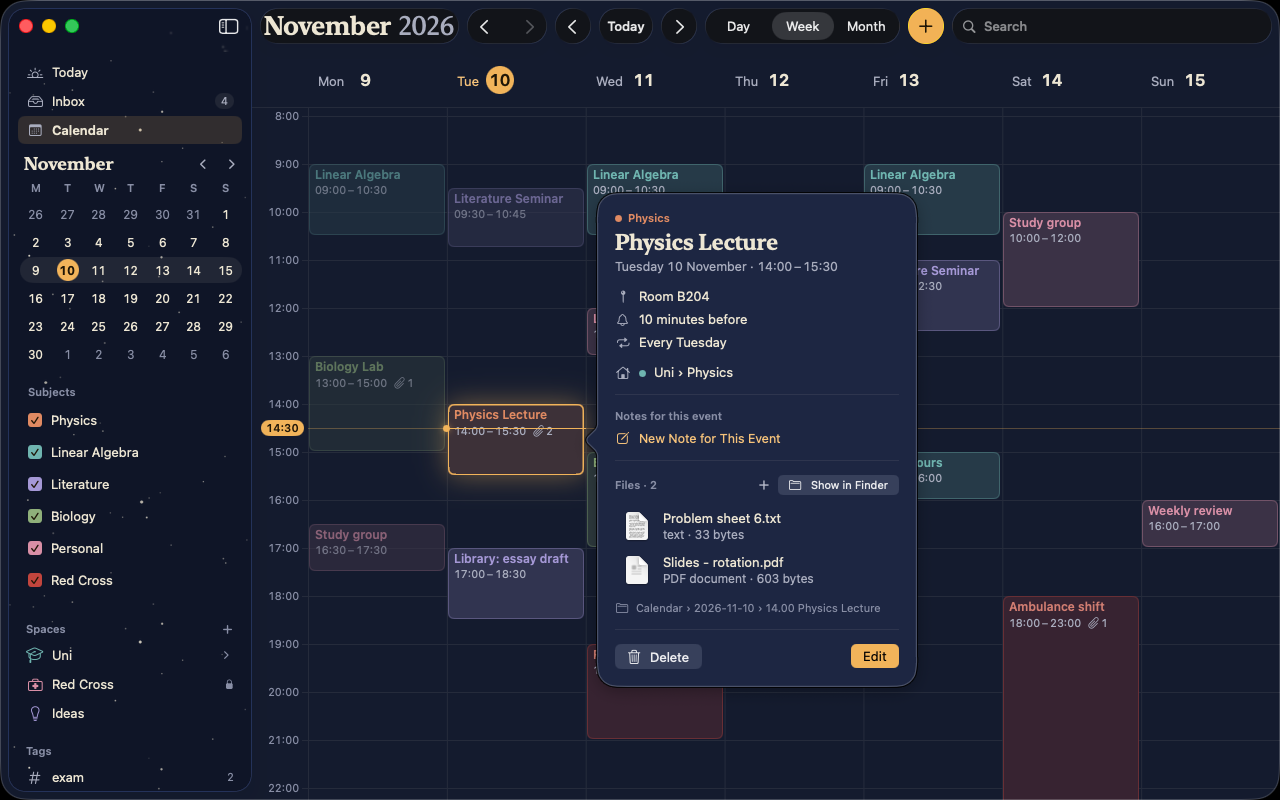 November 2026
Today
Day
Week
Month
Search
Today
Inbox
4
Calendar
November
M T W T F S S
26 27 28 29 30 31 1
2 3 4 5 6 7 8
9 10 11 12 13 14 15
16 17 18 19 20 21 22
23 24 25 26 27 28 29
30 1 2 3 4 5 6
Subjects
Physics
Linear Algebra
Literature
Biology
Personal
Red Cross
Spaces
Uni
Red Cross
Ideas
Tags
# exam 2
Mon 9
Tue 10
Wed 11
Thu 12
Fri 13
Sat 14
Sun 15
8:00
9:00
10:00
11:00
12:00
13:00
14:00
14:30
15:00
16:00
17:00
18:00
19:00
20:00
21:00
22:00
Linear Algebra
09:00 – 10:30
Biology Lab
13:00 – 15:00 1
Study group
16:30 – 17:30
Literature Seminar
09:30 – 10:45
Physics Lecture
14:00 – 15:30 2
Library: essay draft
17:00 – 18:30
Linear Algebra
09:00 – 10:30
Physics
Physics Lecture
Tuesday 10 November · 14:00 – 15:30
Room B204
10 minutes before
Every Tuesday
Uni › Physics
Notes for this event
New Note for This Event
Files · 2
+ Show in Finder
Problem sheet 6.txt
text · 33 bytes
Slides - rotation.pdf
PDF document · 603 bytes
Calendar › 2026-11-10 › 14.00 Physics Lecture
Delete
Edit
Linear Algebra
09:00 – 10:30
Seminar
Study group
10:00 – 12:00
Ambulance shift
18:00 – 23:00 1
Weekly review
16:00 – 17:00